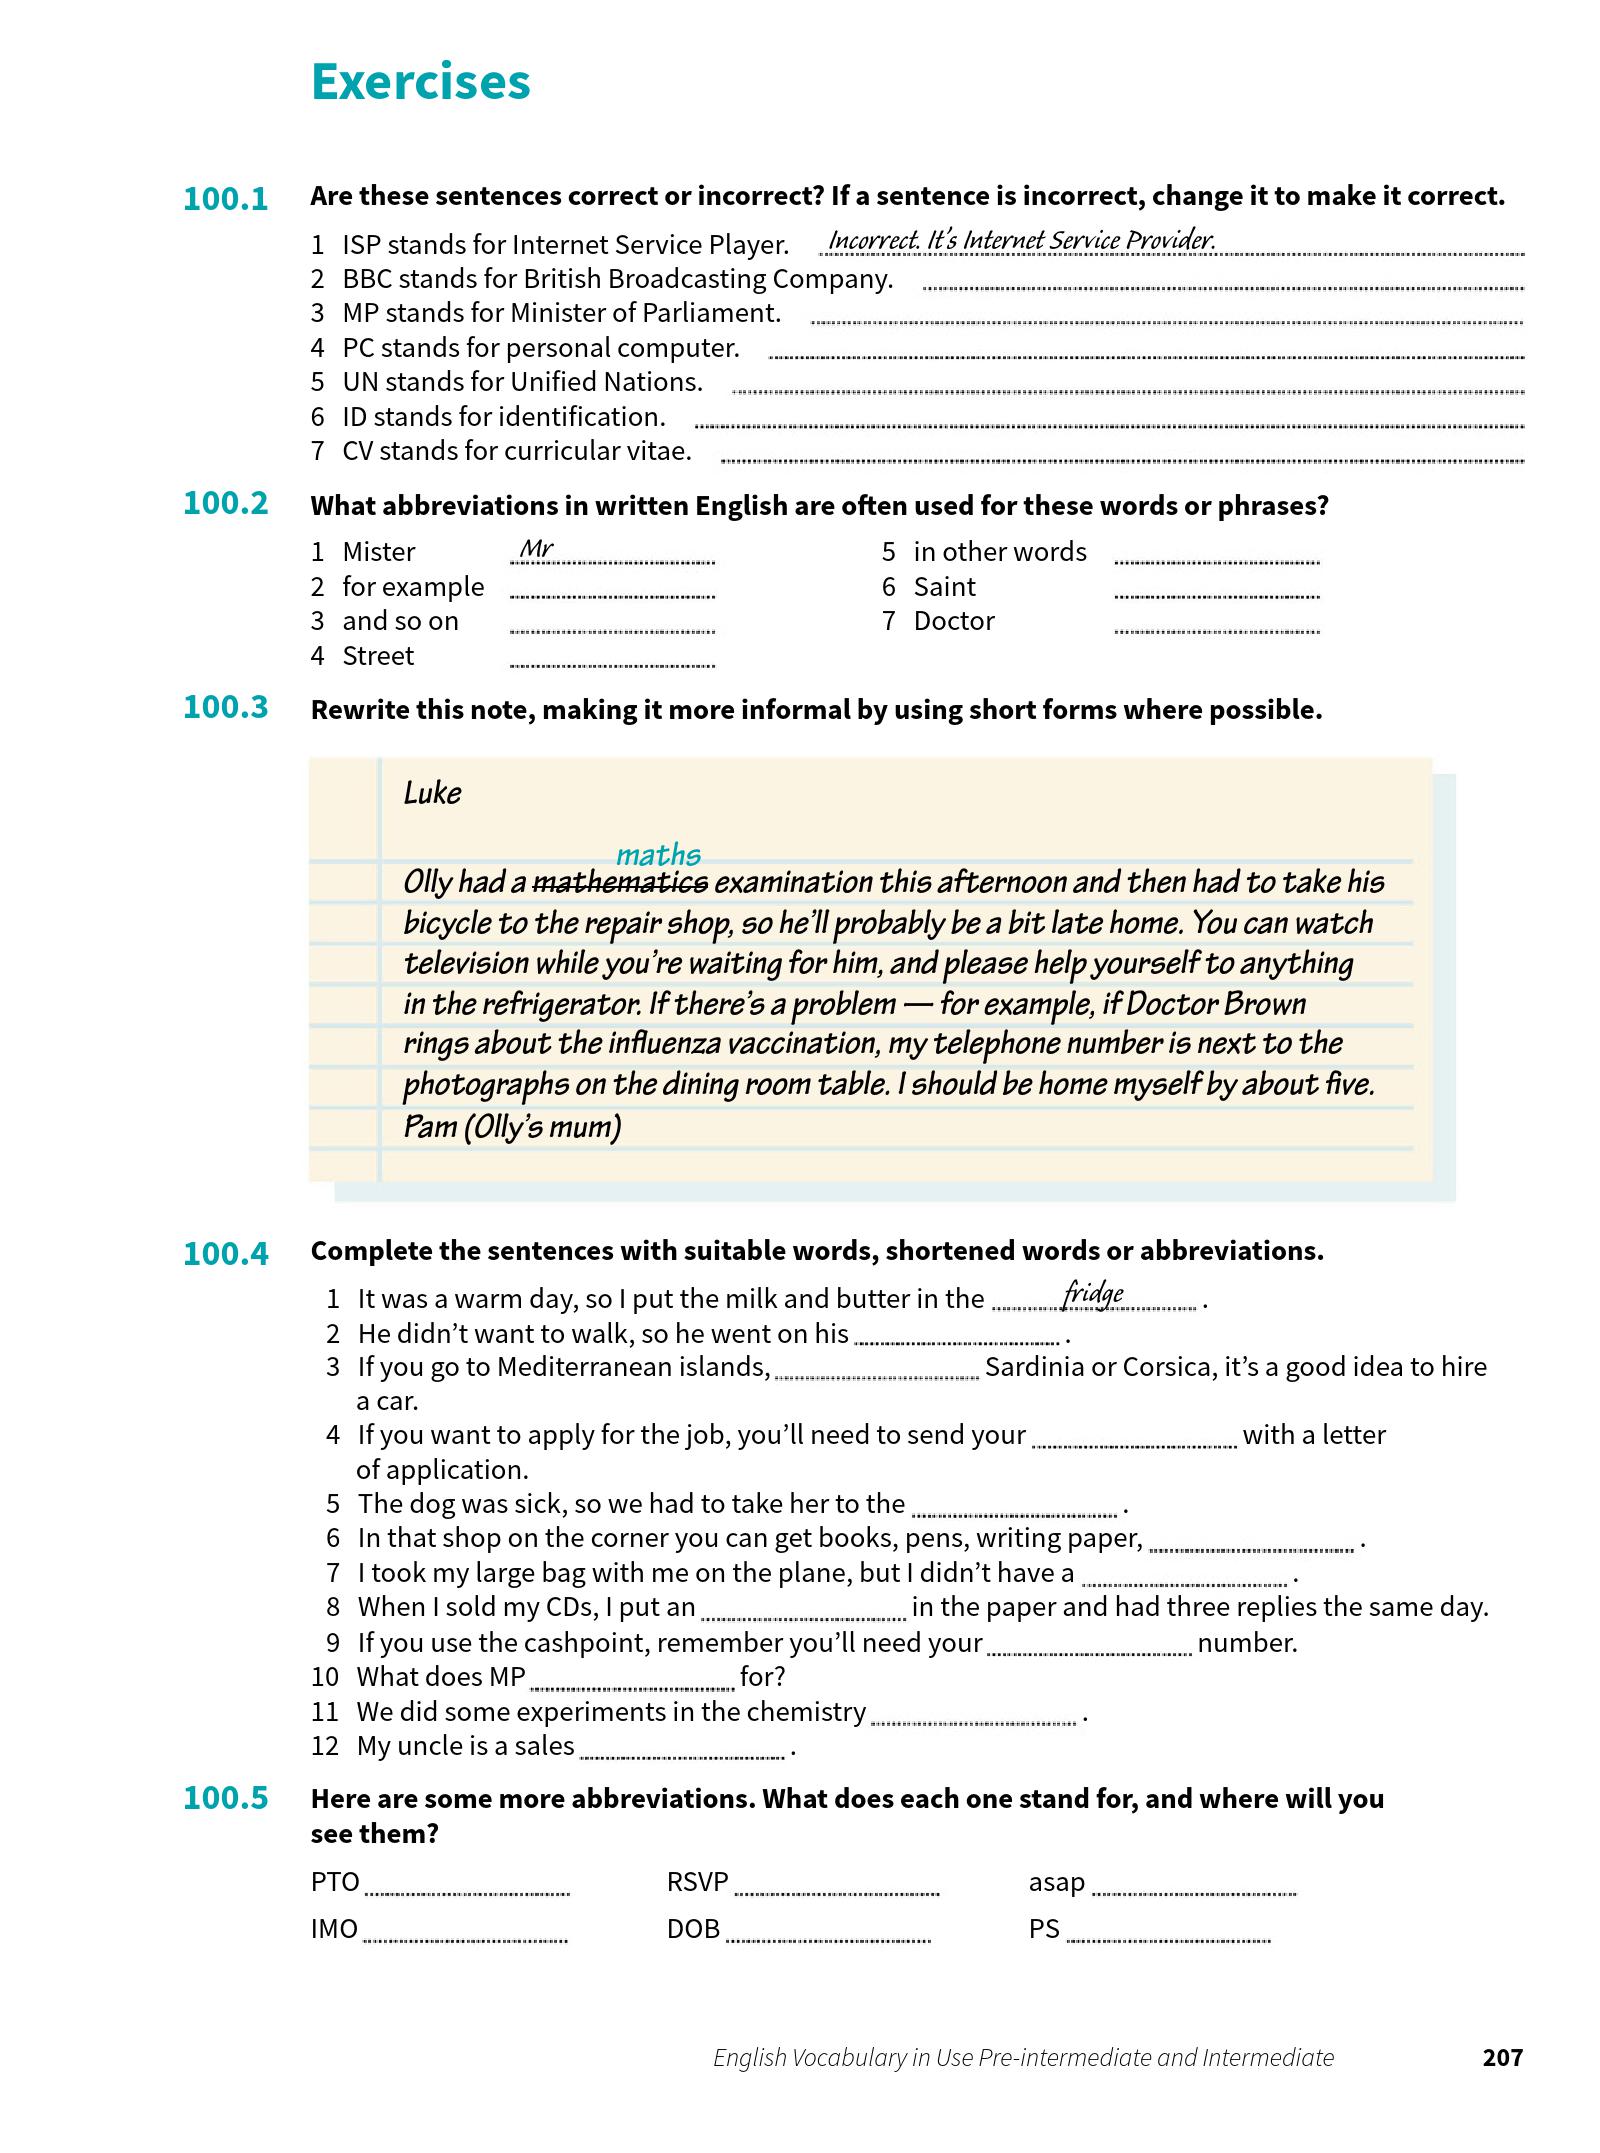 Exercises
100.1 Are these sentences correct or incorrect? If a sentence is incorrect, change it to make it correct.
1 ISP stands for Internet Service Player. Incorrect. It's Internet Service Provider.
2 BBC stands for British Broadcasting Company.
3 MP stands for Minister of Parliament.
4 PC stands for personal computer.
5 UN stands for Unified Nations.
6 ID stands for identification.
7 CV stands for curricular vitae.
100.2 What abbreviations in written English are often used for these words or phrases?
1 Mister Mr
2 for example
3 and so on
4 Street
5 in other words
6 Saint
7 Doctor
100.3 Rewrite this note, making it more informal by using short forms where possible.
Luke
maths
Olly had a mathematics examination this afternoon and then had to take his
bicycle to the repair shop, so he'll probably be a bit late home. You can watch
television while you're waiting for him, and please help yourself to anything
in the refrigerator. If there's a problem — for example, if Doctor Brown
rings about the influenza vaccination, my telephone number is next to the
photographs on the dining room table. I should be home myself by about five.
Pam (Olly's mum)
100.4 Complete the sentences with suitable words, shortened words or abbreviations.
1 It was a warm day, so I put the milk and butter in the fridge .
2 He didn't want to walk, so he went on his .
3 If you go to Mediterranean islands, Sardinia or Corsica, it's a good idea to hire
a car.
4 If you want to apply for the job, you'll need to send your with a letter
of application.
5 The dog was sick, so we had to take her to the .
6 In that shop on the corner you can get books, pens, writing paper, .
7 I took my large bag with me on the plane, but I didn't have a .
8 When I sold my CDs, I put an in the paper and had three replies the same day.
9 If you use the cashpoint, remember you'll need your number.
10 What does MP for?
11 We did some experiments in the chemistry .
12 My uncle is a sales .
100.5 Here are some more abbreviations. What does each one stand for, and where will you
see them?
PTO RSVP asap
IMO DOB PS
English Vocabulary in Use Pre-intermediate and Intermediate 207